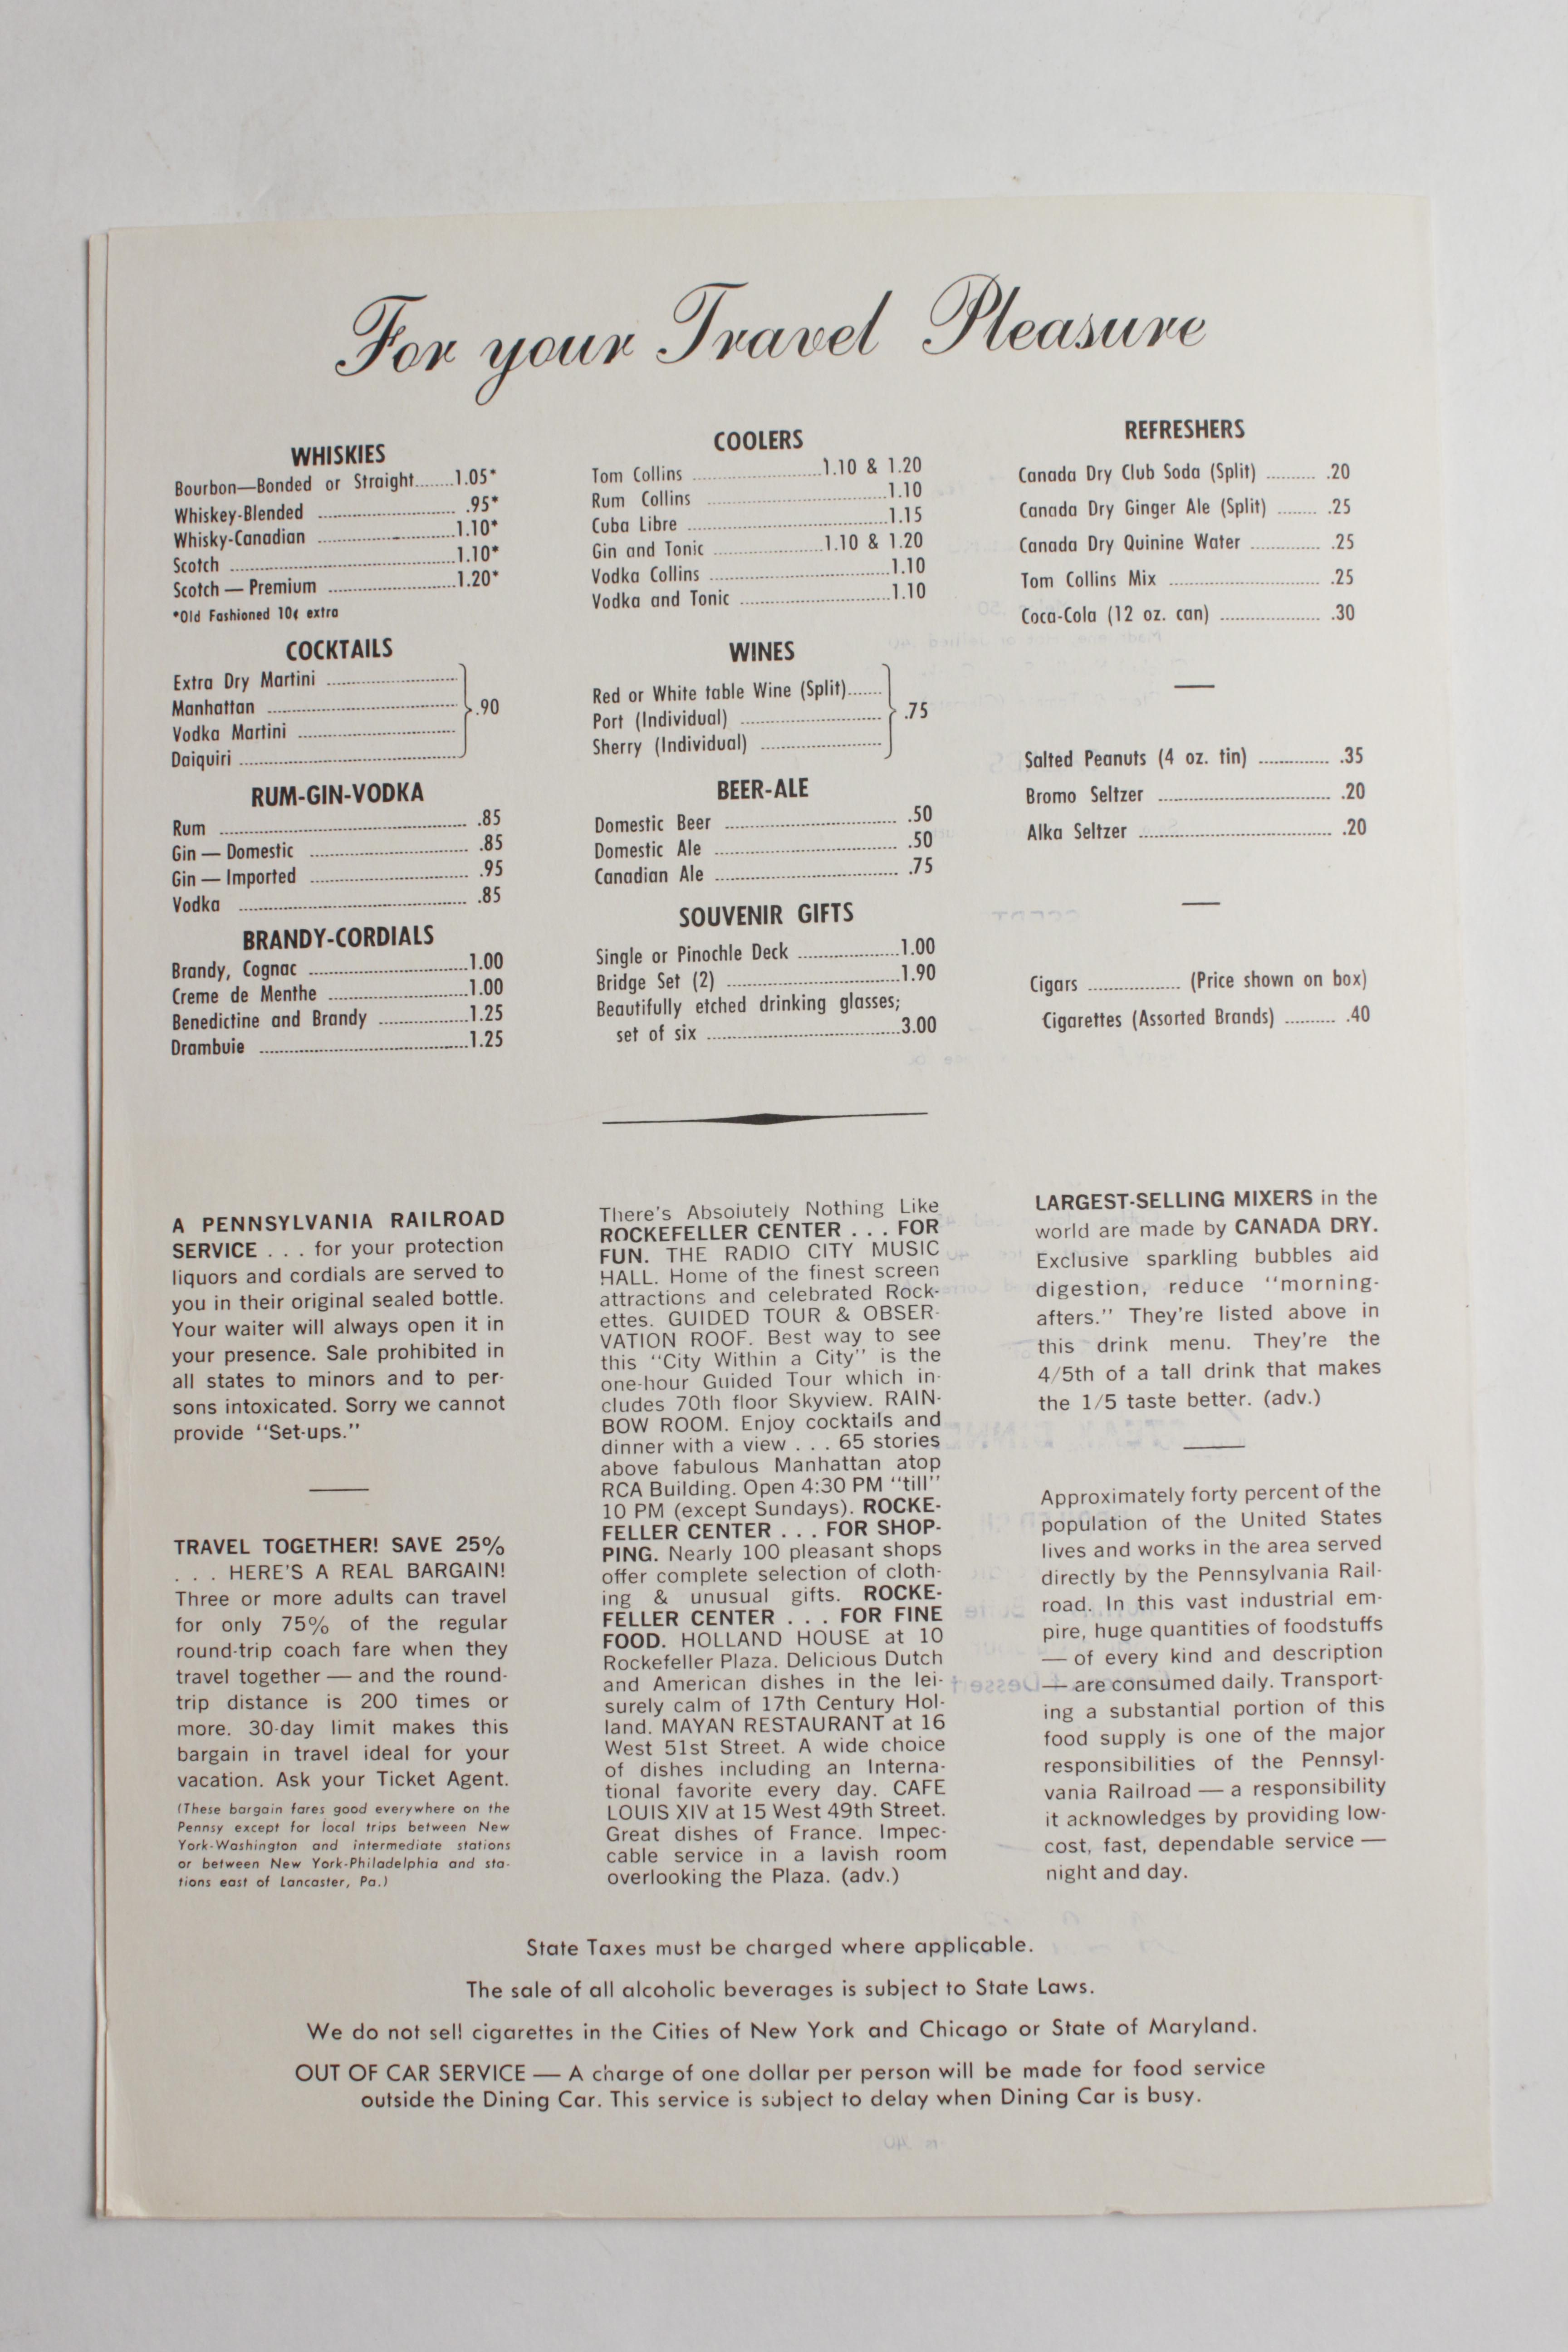 For your Travel Pleasure
WHISKIES
Bourbon—Bonded or Straight.......1.05*
Whiskey-Blended .......... .95*
Whisky-Canadian ..........1.10*
Scotch ..........1.10*
Scotch — Premium ..........1.20*
*Old Fashioned 10¢ extra
COCKTAILS
Extra Dry Martini ..........
Manhattan .......... .90
Vodka Martini ..........
Daiquiri ..........
RUM-GIN-VODKA
Rum .......... .85
Gin — Domestic .......... .85
Gin — Imported .......... .95
Vodka .......... .85
BRANDY-CORDIALS
Brandy, Cognac ..........1.00
Creme de Menthe ..........1.00
Benedictine and Brandy ..........1.25
Drambuie ..........1.25
COOLERS
Tom Collins ..........1.10 & 1.20
Rum Collins ..........1.10
Cuba Libre ..........1.15
Gin and Tonic ..........1.10 & 1.20
Vodka Collins ..........1.10
Vodka and Tonic ..........1.10
WINES
Red or White table Wine (Split).......
Port (Individual) .......... .75
Sherry (Individual) ..........
BEER-ALE
Domestic Beer .......... .50
Domestic Ale .......... .50
Canadian Ale .......... .75
SOUVENIR GIFTS
Single or Pinochle Deck ..........1.00
Bridge Set (2) ..........1.90
Beautifully etched drinking glasses;
set of six ..........3.00
REFRESHERS
Canada Dry Club Soda (Split) .......... .20
Canada Dry Ginger Ale (Split) ........ .25
Canada Dry Quinine Water .......... .25
Tom Collins Mix .......... .25
Coca-Cola (12 oz. can) .......... .30
Salted Peanuts (4 oz. tin) .......... .35
Bromo Seltzer .......... .20
Alka Seltzer .......... .20
Cigars .......... (Price shown on box)
Cigarettes (Assorted Brands) .......... .40
A PENNSYLVANIA RAILROAD
SERVICE . . . for your protection
liquors and cordials are served to
you in their original sealed bottle.
Your waiter will always open it in
your presence. Sale prohibited in
all states to minors and to per-
sons intoxicated. Sorry we cannot
provide "Set-ups."
TRAVEL TOGETHER! SAVE 25%
. . . HERE'S A REAL BARGAIN!
Three or more adults can travel
for only 75% of the regular
round-trip coach fare when they
travel together — and the round-
trip distance is 200 times or
more. 30-day limit makes this
bargain in travel ideal for your
vacation. Ask your Ticket Agent.
(These bargain fares good everywhere on the
Pennsy except for local trips between New
York-Washington and intermediate stations
or between New York-Philadelphia and sta-
tions east of Lancaster, Pa.)
There's Absolutely Nothing Like
ROCKEFELLER CENTER . . . FOR
FUN. THE RADIO CITY MUSIC
HALL. Home of the finest screen
attractions and celebrated Rock-
ettes. GUIDED TOUR & OBSER-
VATION ROOF. Best way to see
this "City Within a City" is the
one-hour Guided Tour which in-
cludes 70th floor Skyview. RAIN-
BOW ROOM. Enjoy cocktails and
dinner with a view . . . 65 stories
above fabulous Manhattan atop
RCA Building. Open 4:30 PM "till"
10 PM (except Sundays). ROCKE-
FELLER CENTER . . . FOR SHOP-
PING. Nearly 100 pleasant shops
offer complete selection of cloth-
ing & unusual gifts. ROCKE-
FELLER CENTER . . . FOR FINE
FOOD. HOLLAND HOUSE at 10
Rockefeller Plaza. Delicious Dutch
and American dishes in the lei-
surely calm of 17th Century Hol-
land. MAYAN RESTAURANT at 16
West 51st Street. A wide choice
of dishes including an Interna-
tional favorite every day. CAFE
LOUIS XIV at 15 West 49th Street.
Great dishes of France. Impec-
cable service in a lavish room
overlooking the Plaza. (adv.)
LARGEST-SELLING MIXERS in the
world are made by CANADA DRY.
Exclusive sparkling bubbles aid
digestion, reduce "morning-
afters." They're listed above in
this drink menu. They're the
4/5th of a tall drink that makes
the 1/5 taste better. (adv.)
Approximately forty percent of the
population of the United States
lives and works in the area served
directly by the Pennsylvania Rail-
road. In this vast industrial em-
pire, huge quantities of foodstuffs
— of every kind and description
— are consumed daily. Transport-
ing a substantial portion of this
food supply is one of the major
responsibilities of the Pennsyl-
vania Railroad — a responsibility
it acknowledges by providing low-
cost, fast, dependable service —
night and day.
State Taxes must be charged where applicable.
The sale of all alcoholic beverages is subject to State Laws.
We do not sell cigarettes in the Cities of New York and Chicago or State of Maryland.
OUT OF CAR SERVICE — A charge of one dollar per person will be made for food service
outside the Dining Car. This service is subject to delay when Dining Car is busy.